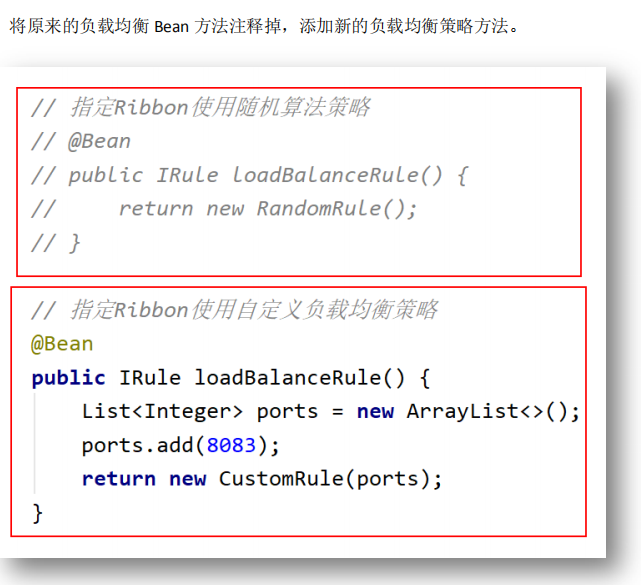 将原来的负载均衡 Bean 方法注释掉，添加新的负载均衡策略方法。
// 指定Ribbon使用随机算法策略
// @Bean
// public IRule loadBalanceRule() {
//     return new RandomRule();
// }
// 指定Ribbon使用自定义负载均衡策略
@Bean
public IRule loadBalanceRule() {
    List<Integer> ports = new ArrayList<>();
    ports.add(8083);
    return new CustomRule(ports);
}